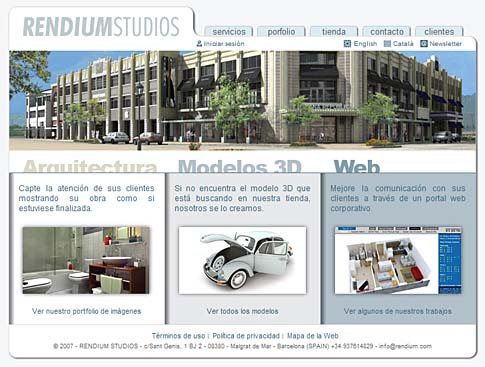 RENDIUMSTUDIOS
servicios porfolio tienda contacto clientes
Iniciar sesión English Català Newsletter
Arquitectura Modelos 3D Web
Capte la atención de sus clientes
mostrando su obra como si
estuviese finalizada.
Ver nuestro portfolio de imágenes
Si no encuentra el modelo 3D que
está buscando en nuestra tienda,
nosotros se lo creamos.
Ver todos los modelos
Mejore la comunicación con sus
clientes a través de un portal web
corporativo.
Ver algunos de nuestros trabajos
Términos de uso | Política de privacidad | Mapa de la Web
© 2007 - RENDIUM STUDIOS - c/Sant Genis, 1 BJ 2 - 08380 - Malgrat de Mar - Barcelona (SPAIN) +34 937614829 - info@rendium.com